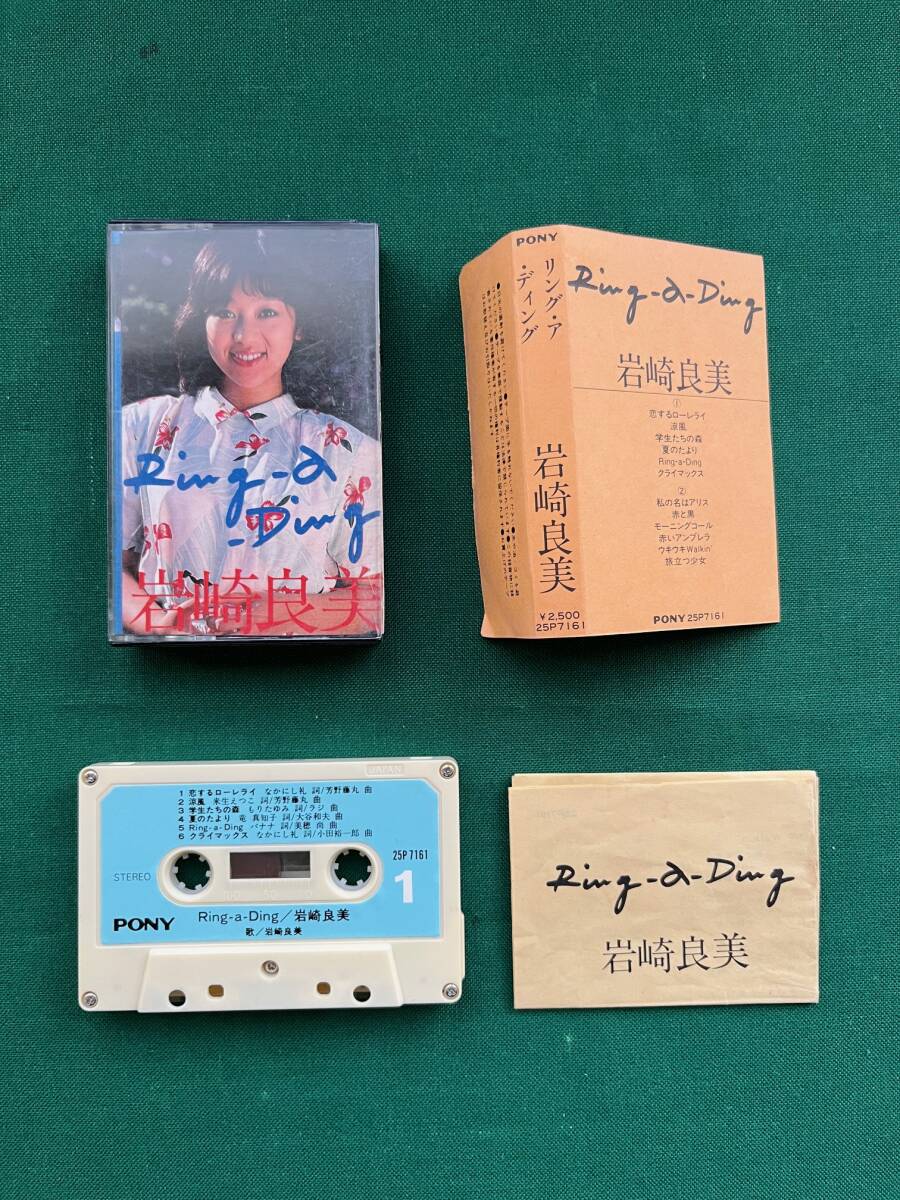 Ring-a
-Ding
岩崎良美
PONY
リング・ア
・ディング
岩崎良美
¥2,500
25P7161
Ring-a-Ding
岩崎良美
①
恋するローレライ
涼風
学生たちの森
夏のたより
Ring-a-Ding
クライマックス
②
私の名はアリス
赤と黒
モーニングコール
赤いアンブレラ
ウキウキWalkin'
旅立つ少女
PONY 25P7161
JAPAN
1 恋するローレライ なかにし礼 詞/芳野藤丸 曲
2 涼風 来生えつこ 詞/芳野藤丸 曲
3 学生たちの森 もりたゆみ 詞/ラジ 曲
4 夏のたより 竜 真知子 詞/大谷和夫 曲
5 Ring-a-Ding バナナ 詞/美穂 尚 曲
6 クライマックス なかにし礼 詞/小田裕一郎 曲
25P7161
STEREO
1
PONY
Ring-a-Ding/岩崎良美
歌/岩崎良美
Ring-a-Ding
岩崎良美